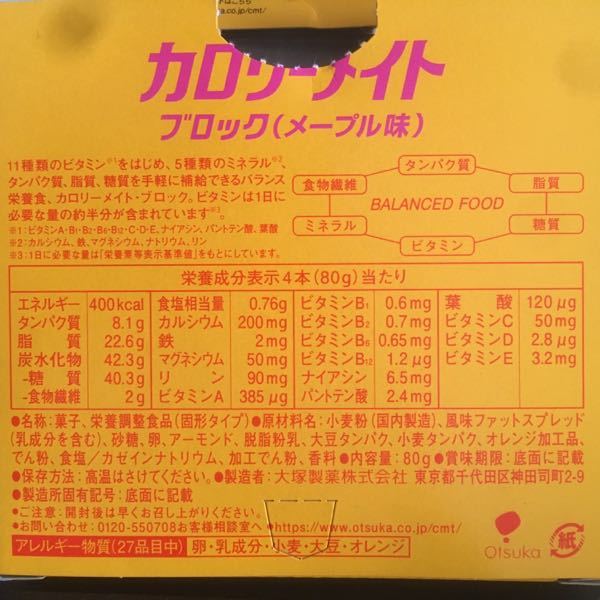 a.co.jp/cmt/
カロリーメイト
ブロック(メープル味)
11種類のビタミン※1をはじめ、5種類のミネラル※2、
タンパク質、脂質、糖質を手軽に補給できるバランス
栄養食、カロリーメイト・ブロック。ビタミンは1日に
必要な量の約半分が含まれています※3。
※1:ビタミンA・B1・B2・B6・B12・C・D・E、ナイアシン、パントテン酸、葉酸
※2:カルシウム、鉄、マグネシウム、ナトリウム、リン
※3:1日に必要な量は「栄養素等表示基準値」をもとにしています。
タンパク質
食物繊維
脂質
BALANCED FOOD
ミネラル
糖質
ビタミン
栄養成分表示4本(80g)当たり
エネルギー 400kcal 食塩相当量 0.76g ビタミンB1 0.6mg 葉酸 120μg
タンパク質 8.1g カルシウム 200mg ビタミンB2 0.7mg ビタミンC 50mg
脂質 22.6g 鉄 2mg ビタミンB6 0.65mg ビタミンD 2.8μg
炭水化物 42.3g マグネシウム 50mg ビタミンB12 1.2μg ビタミンE 3.2mg
-糖質 40.3g リン 90mg ナイアシン 6.5mg
-食物繊維 2g ビタミンA 385μg パントテン酸 2.4mg
●名称:菓子、栄養調整食品(固形タイプ)●原材料名:小麦粉(国内製造)、風味ファットスプレッド
(乳成分を含む)、砂糖、卵、アーモンド、脱脂粉乳、大豆タンパク、小麦タンパク、オレンジ加工品、
でん粉、食塩/カゼインナトリウム、加工でん粉、香料●内容量:80g●賞味期限:底面に記載
●保存方法:高温はさけてください。●製造者:大塚製薬株式会社 東京都千代田区神田司町2-9
●製造所固有記号:底面に記載
●ご注意:開封後は早くお召し上がりください。
●お問い合わせ:0120-550708お客様相談室へ ●https://www.otsuka.co.jp/cmt/
アレルギー物質(27品目中) 卵・乳成分・小麦・大豆・オレンジ
Otsuka
紙